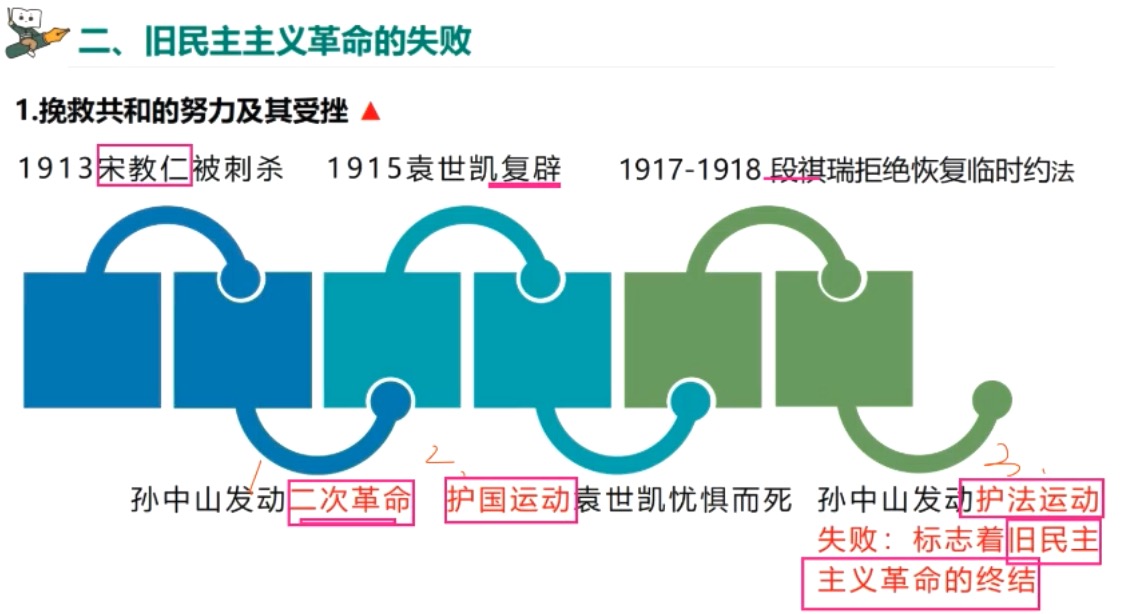 二、旧民主主义革命的失败
1.挽救共和的努力及其受挫 ▲
1913宋教仁被刺杀
1915袁世凯复辟
1917-1918 段祺瑞拒绝恢复临时约法
1
2、
3、
孙中山发动二次革命
护国运动袁世凯忧惧而死
孙中山发动护法运动
失败：标志着旧民主
主义革命的终结